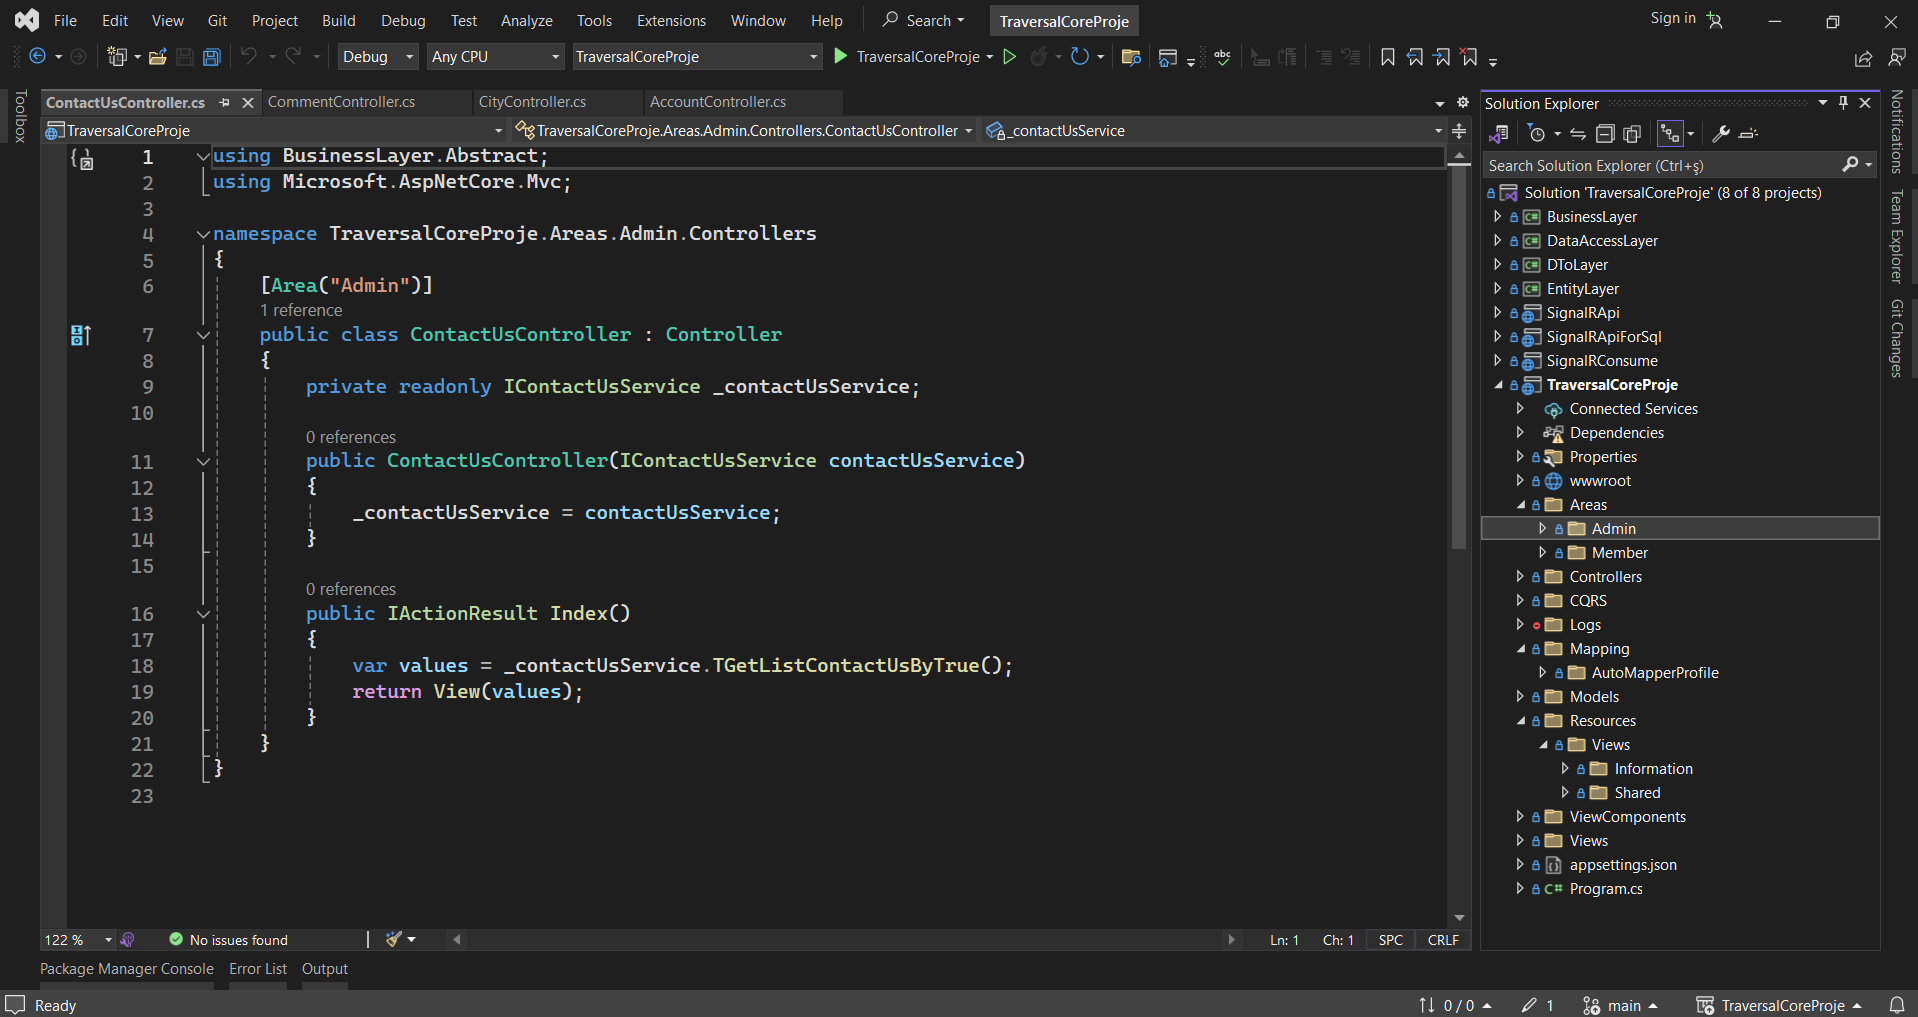 File Edit View Git Project Build Debug Test Analyze Tools Extensions Window Help Search TraversalCoreProje Sign in
Debug Any CPU TraversalCoreProje TraversalCoreProje abc
Toolbox
ContactUsController.cs CommentController.cs CityController.cs AccountController.cs
TraversalCoreProje TraversalCoreProje.Areas.Admin.Controllers.ContactUsController _contactUsService
1 using BusinessLayer.Abstract;
2 using Microsoft.AspNetCore.Mvc;
3
4 namespace TraversalCoreProje.Areas.Admin.Controllers
5 {
6 [Area("Admin")]
1 reference
7 public class ContactUsController : Controller
8 {
9 private readonly IContactUsService _contactUsService;
10
0 references
11 public ContactUsController(IContactUsService contactUsService)
12 {
13 _contactUsService = contactUsService;
14 }
15
0 references
16 public IActionResult Index()
17 {
18 var values = _contactUsService.TGetListContactUsByTrue();
19 return View(values);
20 }
21 }
22 }
23
122 % No issues found Ln: 1 Ch: 1 SPC CRLF
Package Manager Console Error List Output
Solution Explorer
Search Solution Explorer (Ctrl+ş)
Solution 'TraversalCoreProje' (8 of 8 projects)
C# BusinessLayer
C# DataAccessLayer
C# DToLayer
C# EntityLayer
SignalRApi
SignalRApiForSql
SignalRConsume
TraversalCoreProje
Connected Services
Dependencies
Properties
wwwroot
Areas
Admin
Member
Controllers
CQRS
Logs
Mapping
AutoMapperProfile
Models
Resources
Views
Information
Shared
ViewComponents
Views
appsettings.json
C# Program.cs
Notifications
Team Explorer
Git Changes
Ready 0 / 0 1 main TraversalCoreProje